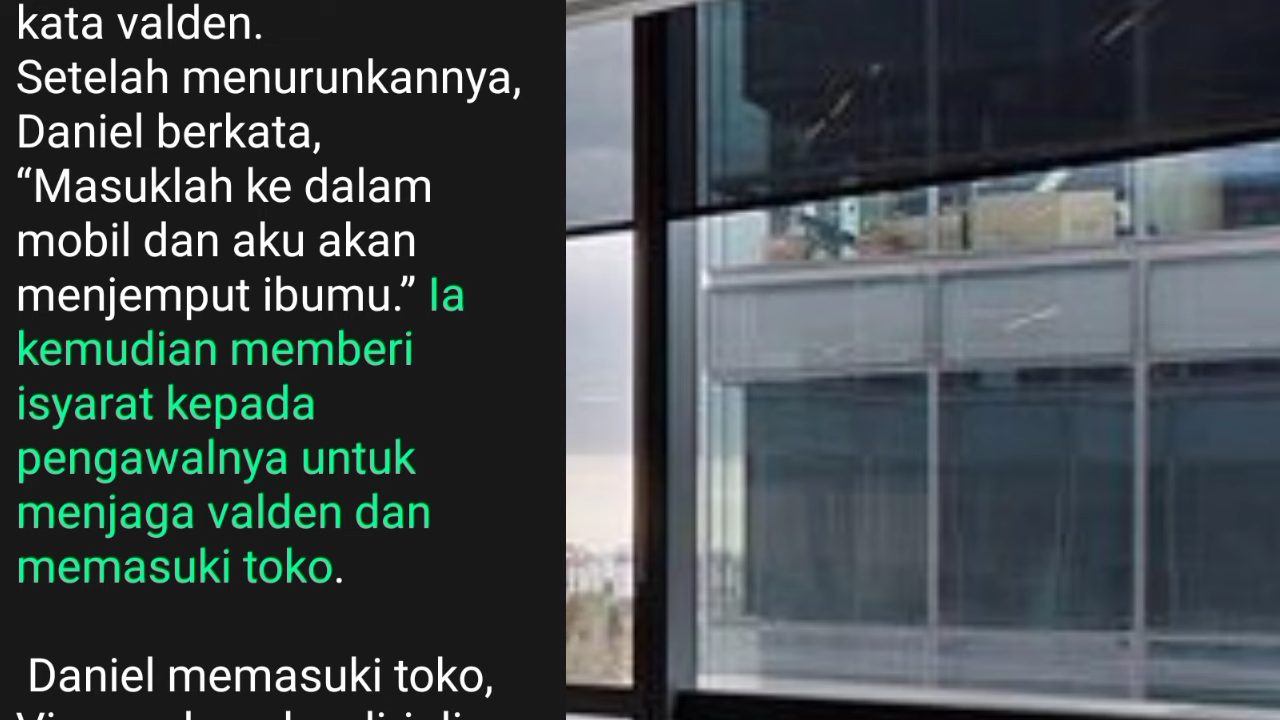 kata valden.
Setelah menurunkannya,
Daniel berkata,
“Masuklah ke dalam
mobil dan aku akan
menjemput ibumu.” Ia
kemudian memberi
isyarat kepada
pengawalnya untuk
menjaga valden dan
memasuki toko.
Daniel memasuki toko,